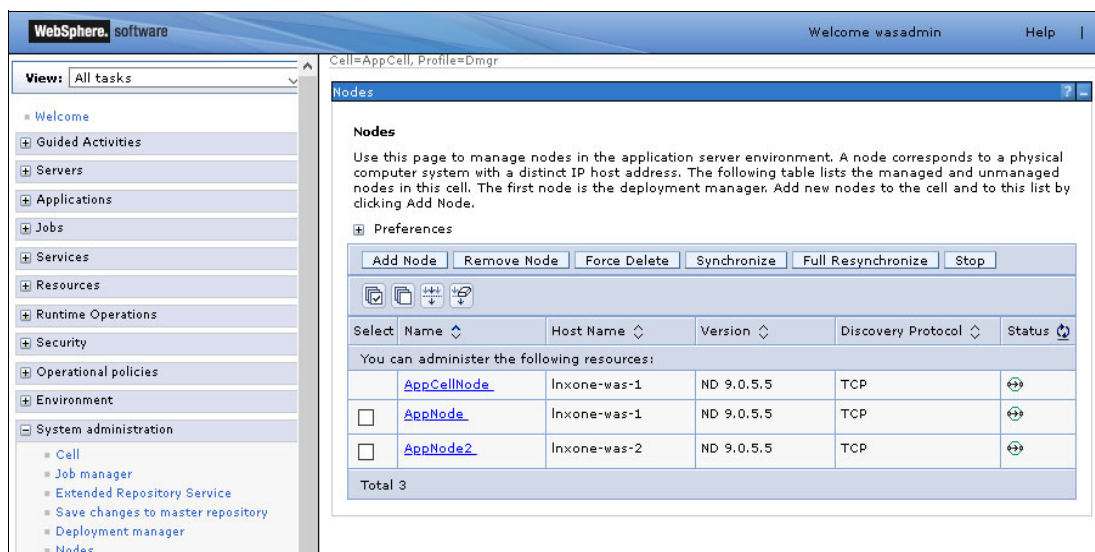 WebSphere. software
Welcome wasadmin
Help
|
View: All tasks
Welcome
Guided Activities
Servers
Applications
Jobs
Services
Resources
Runtime Operations
Security
Operational policies
Environment
System administration
Cell
Job manager
Extended Repository Service
Save changes to master repository
Deployment manager
Nodes
Cell=AppCell, Profile=Dmgr
Nodes
? -
Nodes
Use this page to manage nodes in the application server environment. A node corresponds to a physical
computer system with a distinct IP host address. The following table lists the managed and unmanaged
nodes in this cell. The first node is the deployment manager. Add new nodes to the cell and to this list by
clicking Add Node.
Preferences
Add Node Remove Node Force Delete Synchronize Full Resynchronize Stop
Select Name Host Name Version Discovery Protocol Status
You can administer the following resources:
AppCellNode lnxone-was-1 ND 9.0.5.5 TCP
AppNode lnxone-was-1 ND 9.0.5.5 TCP
AppNode2 lnxone-was-2 ND 9.0.5.5 TCP
Total 3